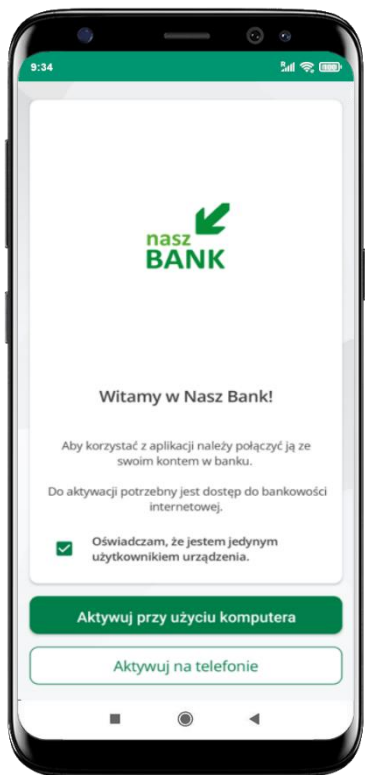 9:34
R
100
nasz
BANK
Witamy w Nasz Bank!
Aby korzystać z aplikacji należy połączyć ją ze
swoim kontem w banku.
Do aktywacji potrzebny jest dostęp do bankowości
internetowej.
Oświadczam, że jestem jedynym
użytkownikiem urządzenia.
Aktywuj przy użyciu komputera
Aktywuj na telefonie